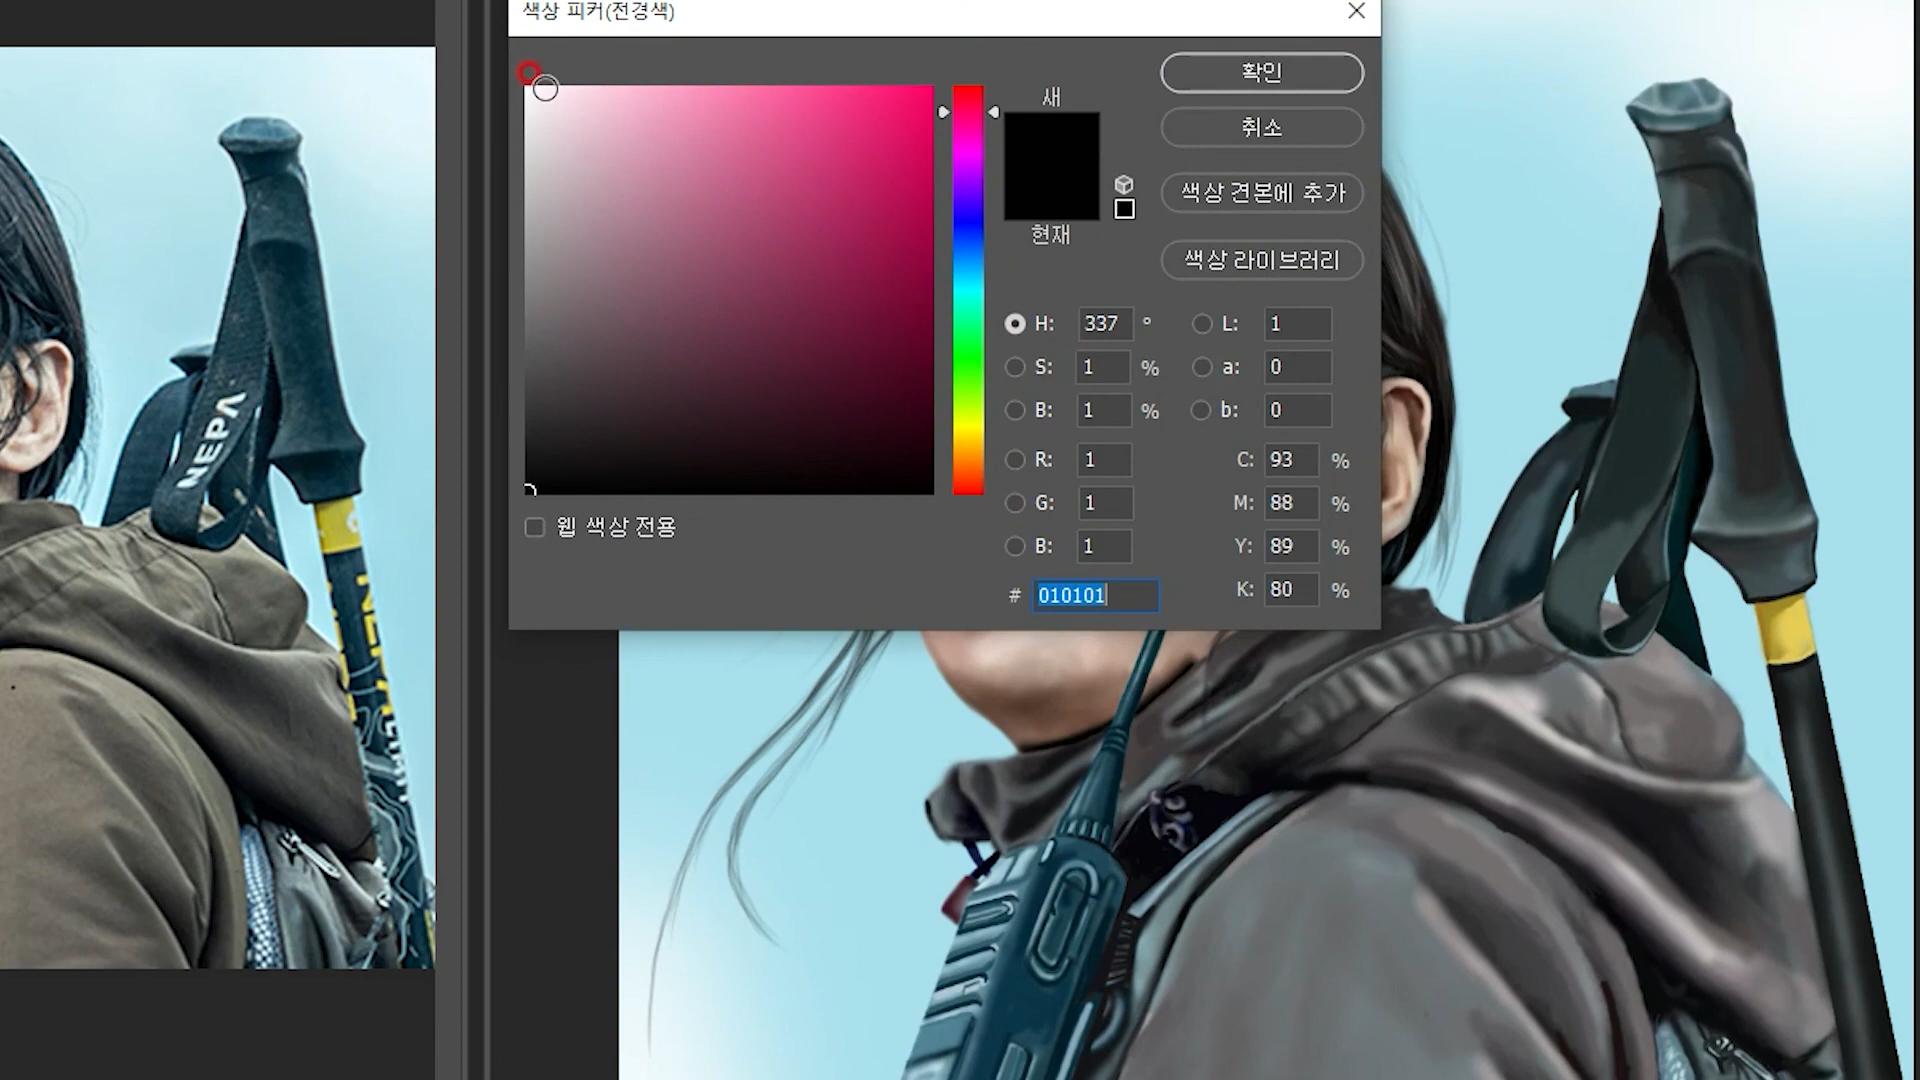 색상 피커(전경색)
새
현재
확인
취소
색상 견본에 추가
색상 라이브러리
H: 337 °
S: 1 %
B: 1 %
R: 1
G: 1
B: 1
# 010101
L: 1
a: 0
b: 0
C: 93 %
M: 88 %
Y: 89 %
K: 80 %
웹 색상 전용
NEPA